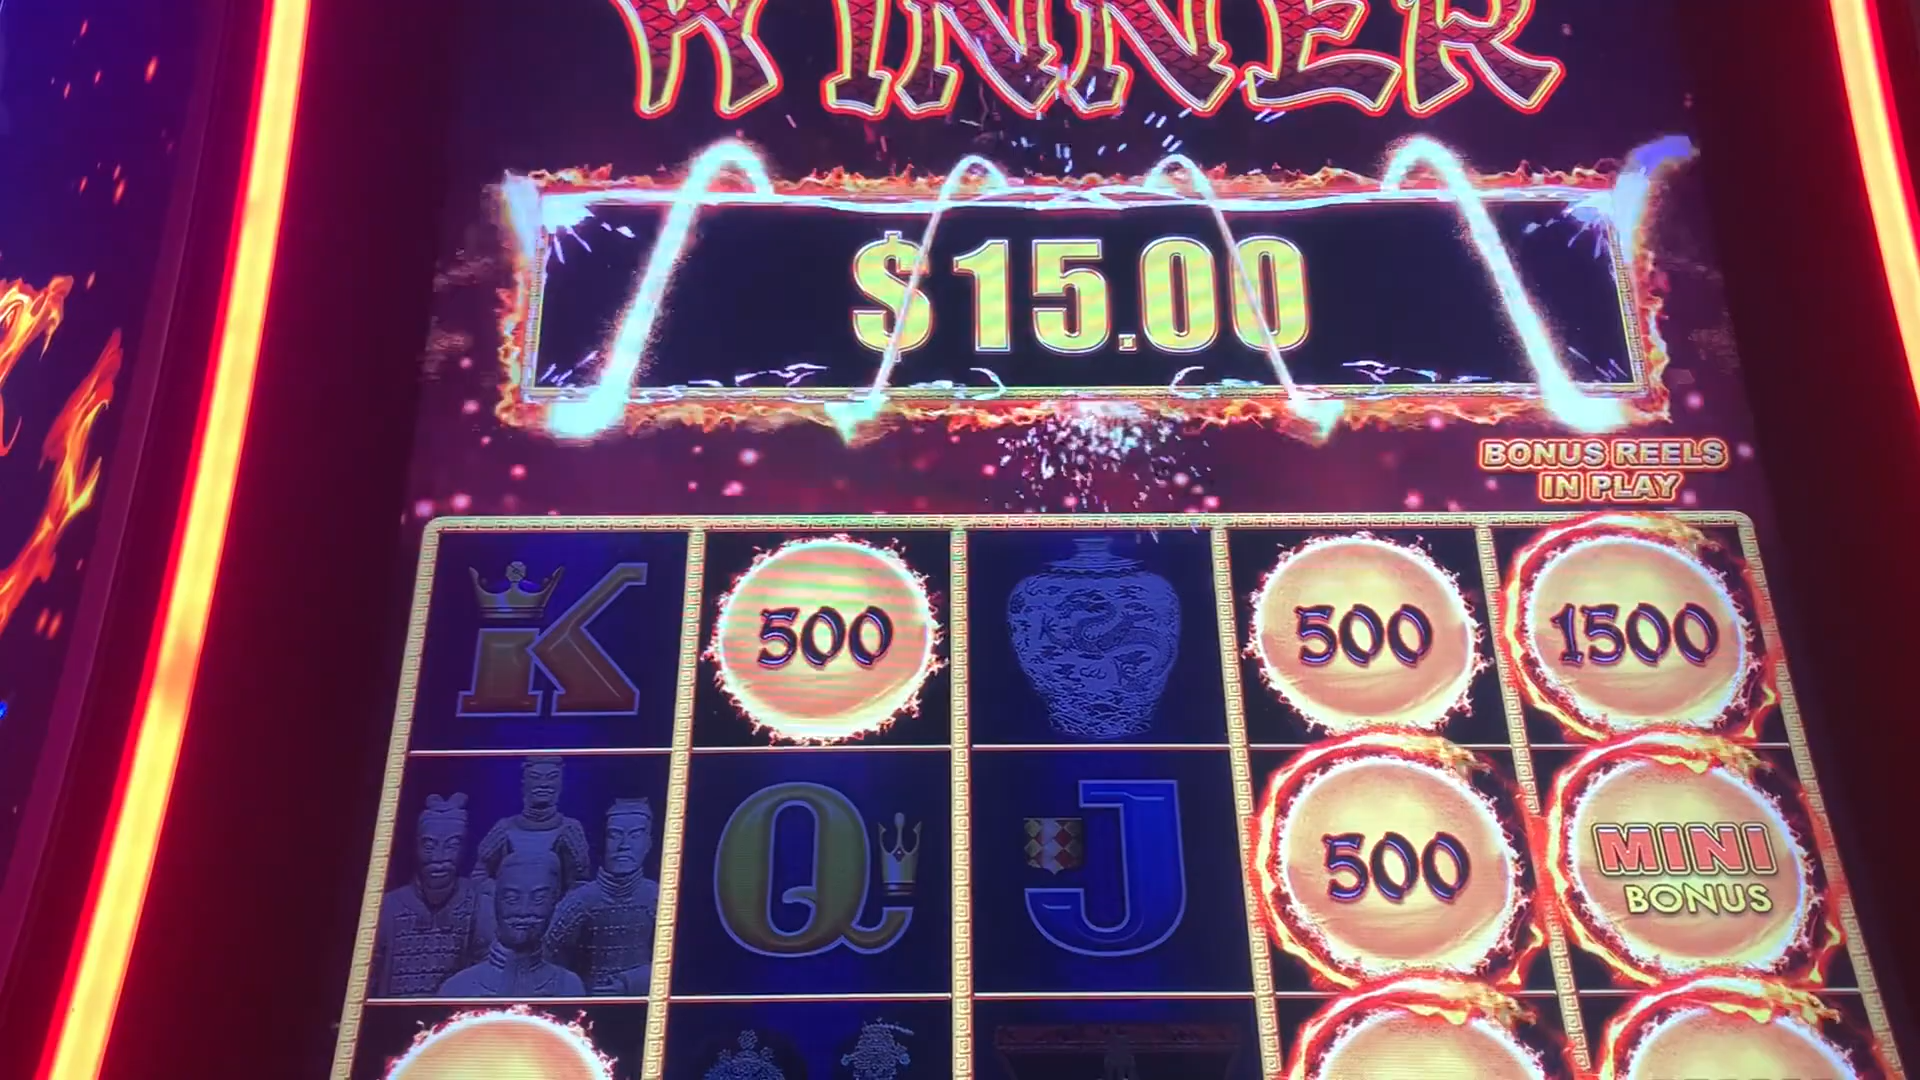 WINNER
$15.00
BONUS REELS
IN PLAY
K 500 500 1500
Q J 500 MINI
BONUS